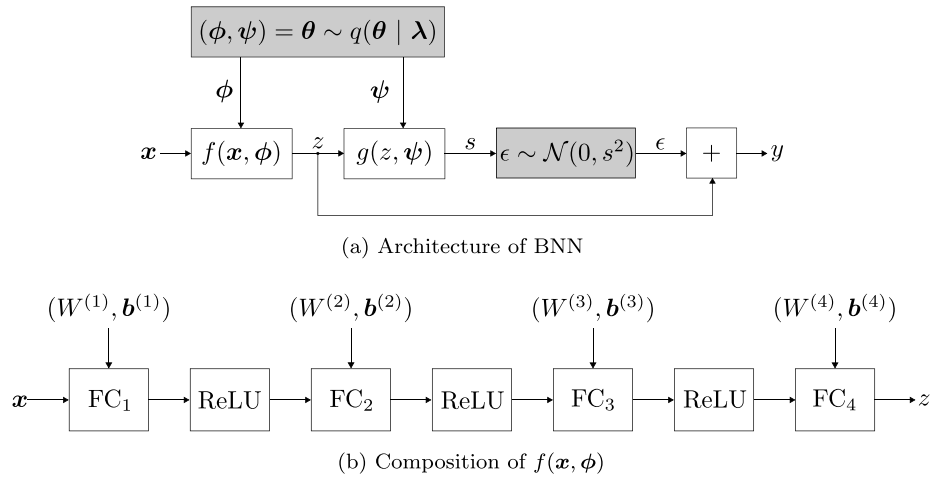 (ϕ, ψ) = θ ∼ q(θ | λ)
ϕ ψ
x f(x, ϕ) z g(z, ψ) s ϵ ∼ 𝒩(0, s²) ϵ + y
(a) Architecture of BNN
(W⁽¹⁾, b⁽¹⁾) (W⁽²⁾, b⁽²⁾) (W⁽³⁾, b⁽³⁾) (W⁽⁴⁾, b⁽⁴⁾)
x FC₁ ReLU FC₂ ReLU FC₃ ReLU FC₄ z
(b) Composition of f(x, ϕ)